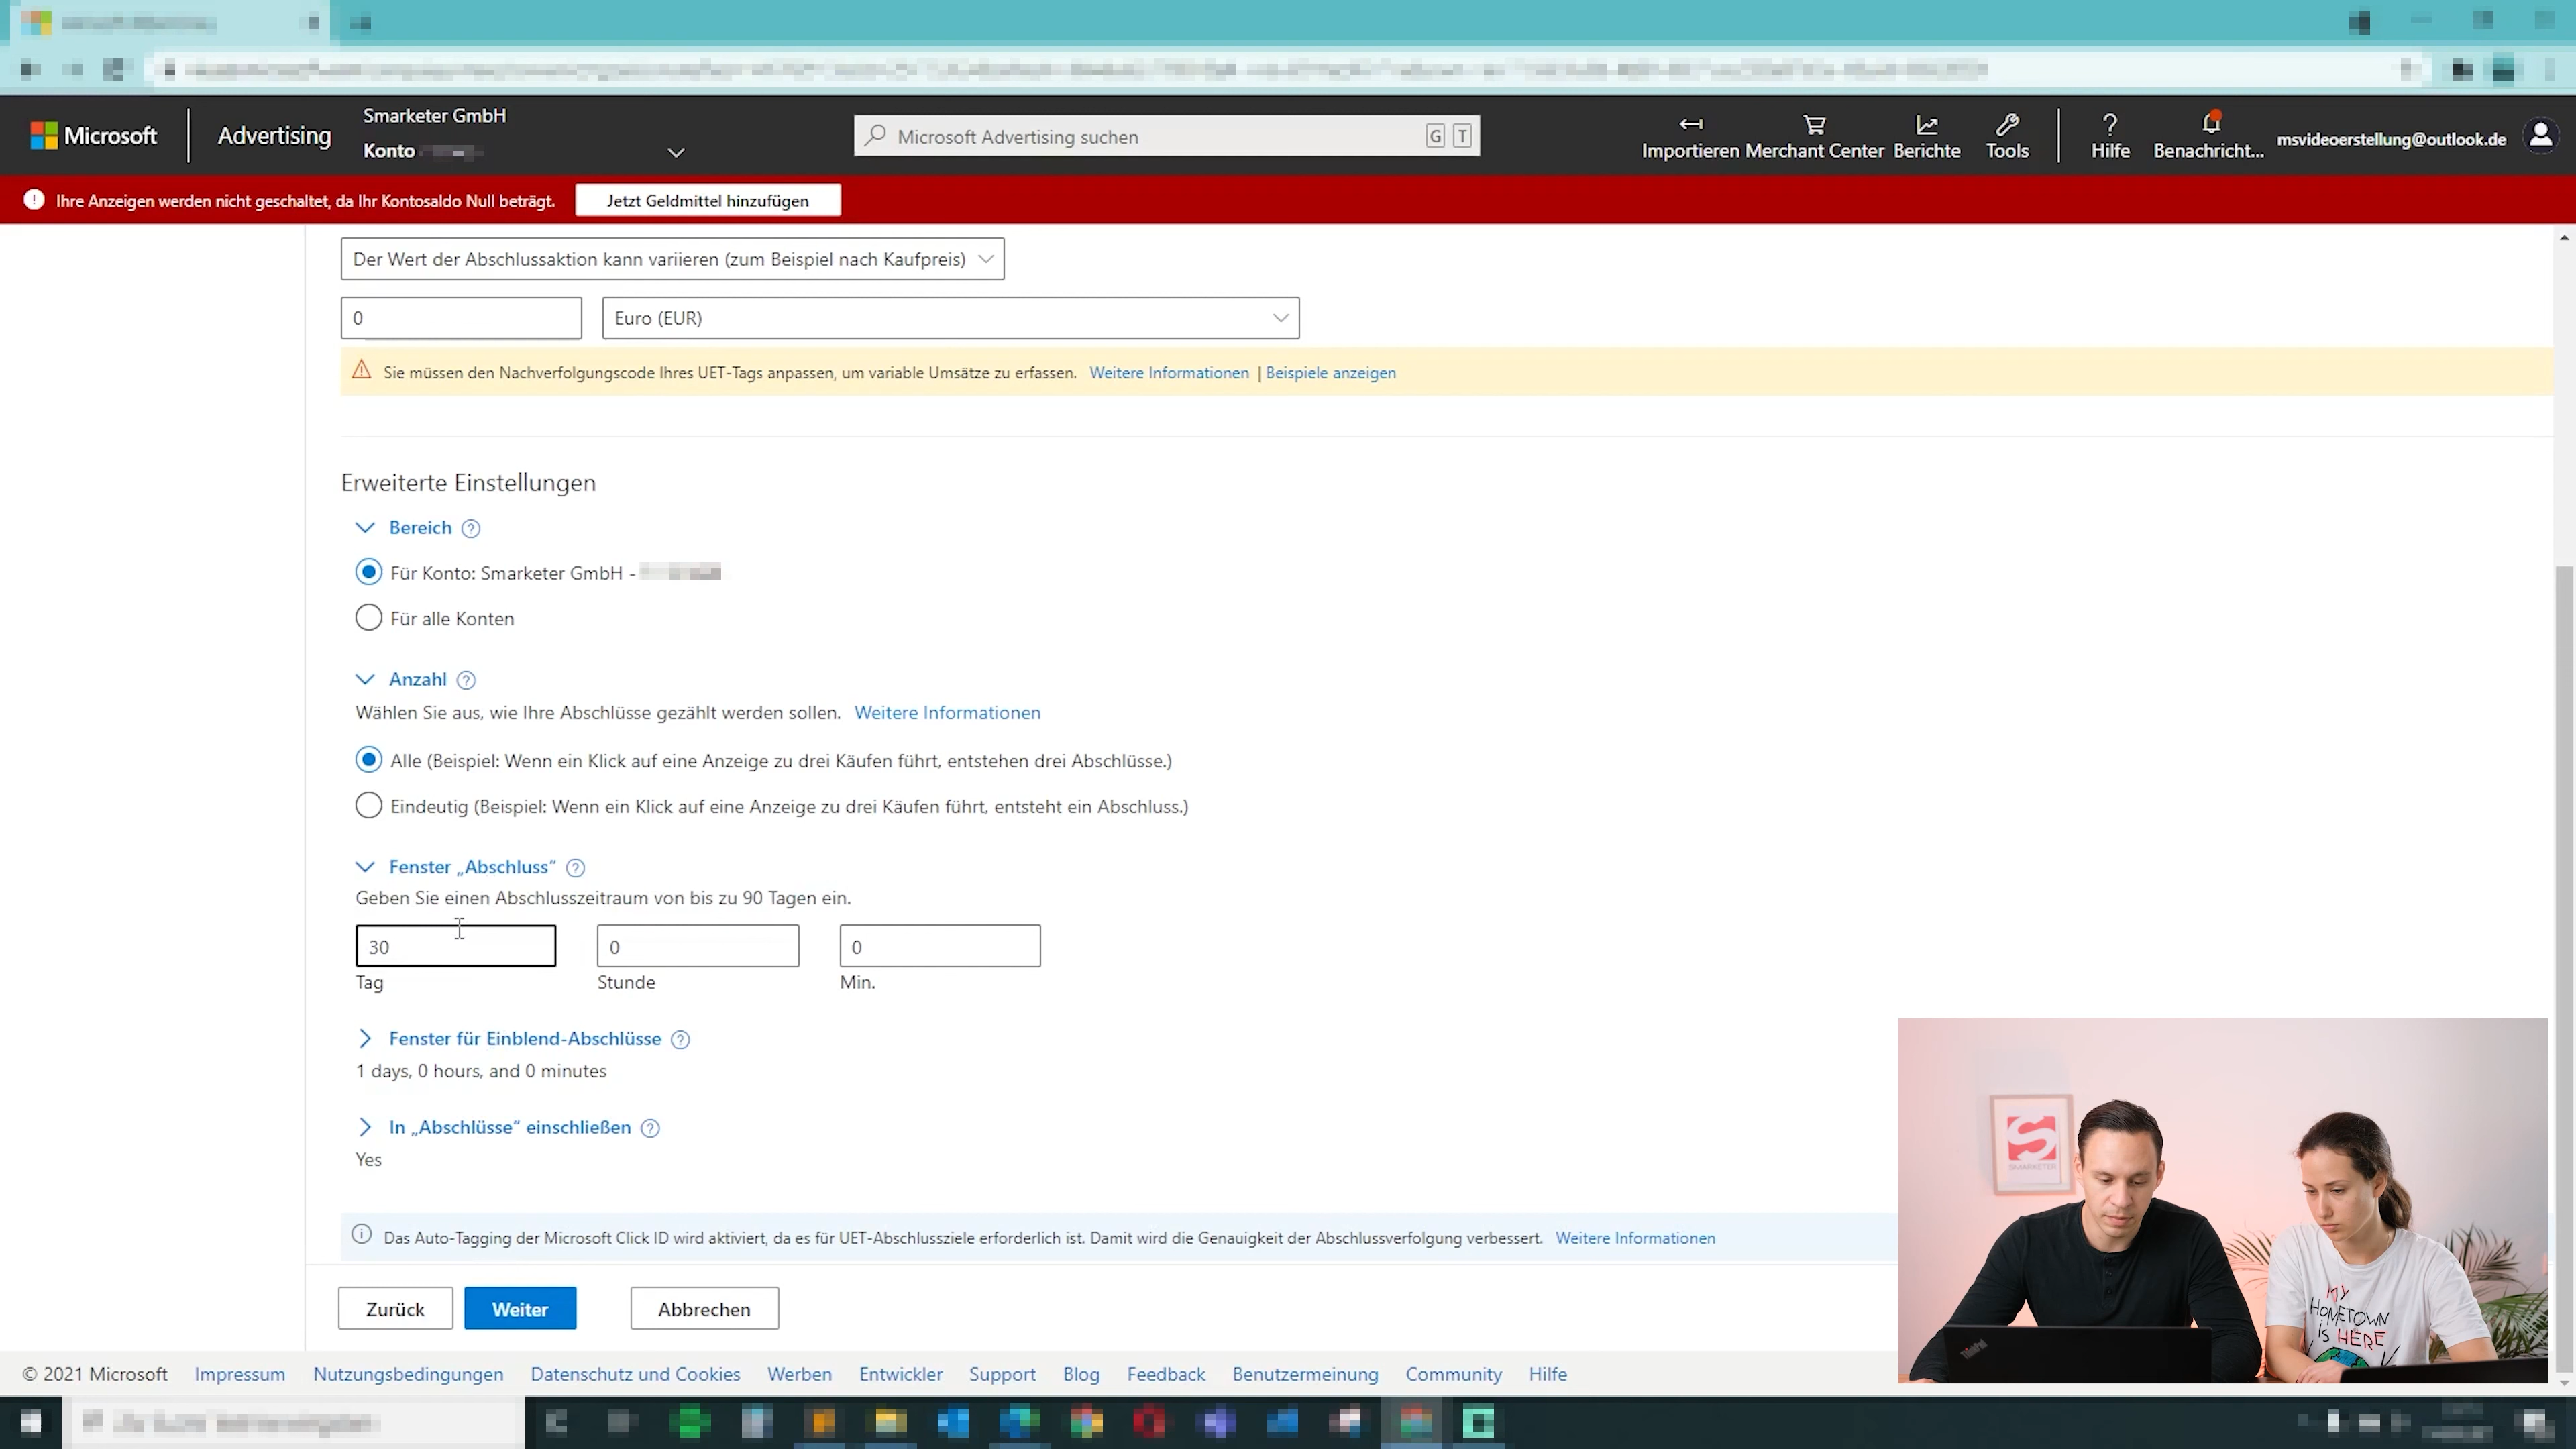 Microsoft
Advertising
Smarketer GmbH
Konto
Microsoft Advertising suchen
G T
Importieren
Merchant Center
Berichte
Tools
Hilfe
Benachricht...
msvideoerstellung@outlook.de
Ihre Anzeigen werden nicht geschaltet, da Ihr Kontosaldo Null beträgt.
Jetzt Geldmittel hinzufügen
Der Wert der Abschlussaktion kann variieren (zum Beispiel nach Kaufpreis)
0
Euro (EUR)
Sie müssen den Nachverfolgungscode Ihres UET-Tags anpassen, um variable Umsätze zu erfassen. Weitere Informationen | Beispiele anzeigen
Erweiterte Einstellungen
Bereich
Für Konto: Smarketer GmbH -
Für alle Konten
Anzahl
Wählen Sie aus, wie Ihre Abschlüsse gezählt werden sollen. Weitere Informationen
Alle (Beispiel: Wenn ein Klick auf eine Anzeige zu drei Käufen führt, entstehen drei Abschlüsse.)
Eindeutig (Beispiel: Wenn ein Klick auf eine Anzeige zu drei Käufen führt, entsteht ein Abschluss.)
Fenster „Abschluss“
Geben Sie einen Abschlusszeitraum von bis zu 90 Tagen ein.
30 0 0
Tag Stunde Min.
Fenster für Einblend-Abschlüsse
1 days, 0 hours, and 0 minutes
In „Abschlüsse“ einschließen
Yes
Das Auto-Tagging der Microsoft Click ID wird aktiviert, da es für UET-Abschlussziele erforderlich ist. Damit wird die Genauigkeit der Abschlussverfolgung verbessert. Weitere Informationen
Zurück
Weiter
Abbrechen
SMARKETER
MY
HOMETOWN
is HERE
ThinkPad
© 2021 Microsoft Impressum Nutzungsbedingungen Datenschutz und Cookies Werben Entwickler Support Blog Feedback Benutzermeinung Community Hilfe